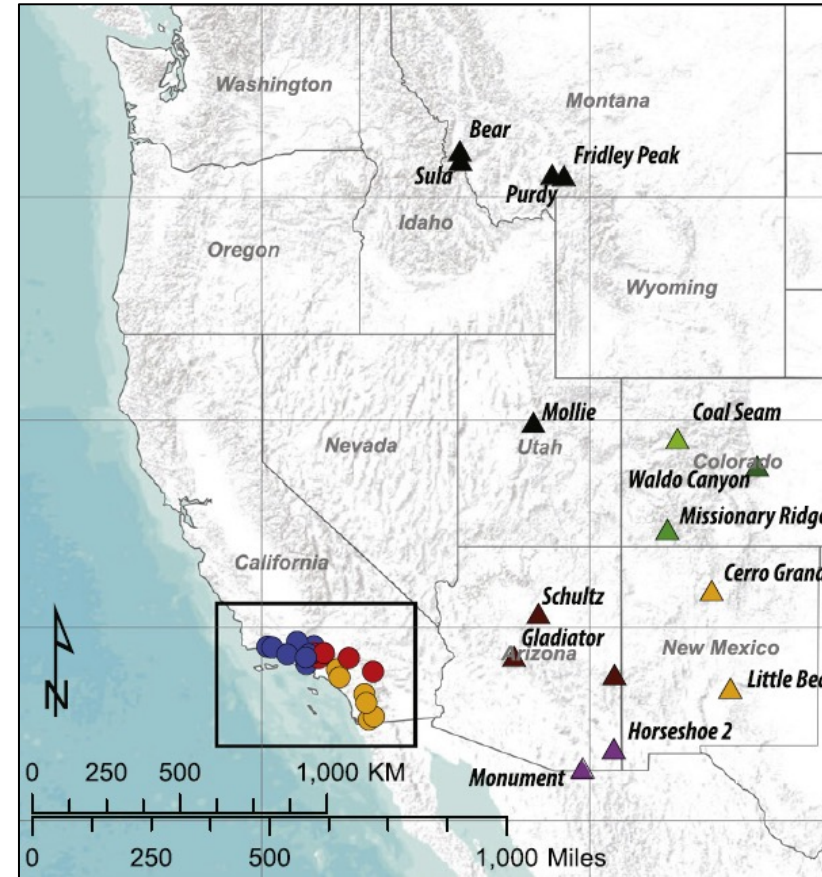 Washington
Montana
Bear
Fridley Peak
Sula
Purdy
Idaho
Oregon
Wyoming
Mollie
Coal Seam
Nevada
Utah
Colorado
Waldo Canyon
Missionary Ridge
California
Cerro Grand
Schultz
Gladiator
Arizona
New Mexico
Little Bea
N
Horseshoe 2
Monument
0 250 500 1,000 KM
0 250 500 1,000 Miles